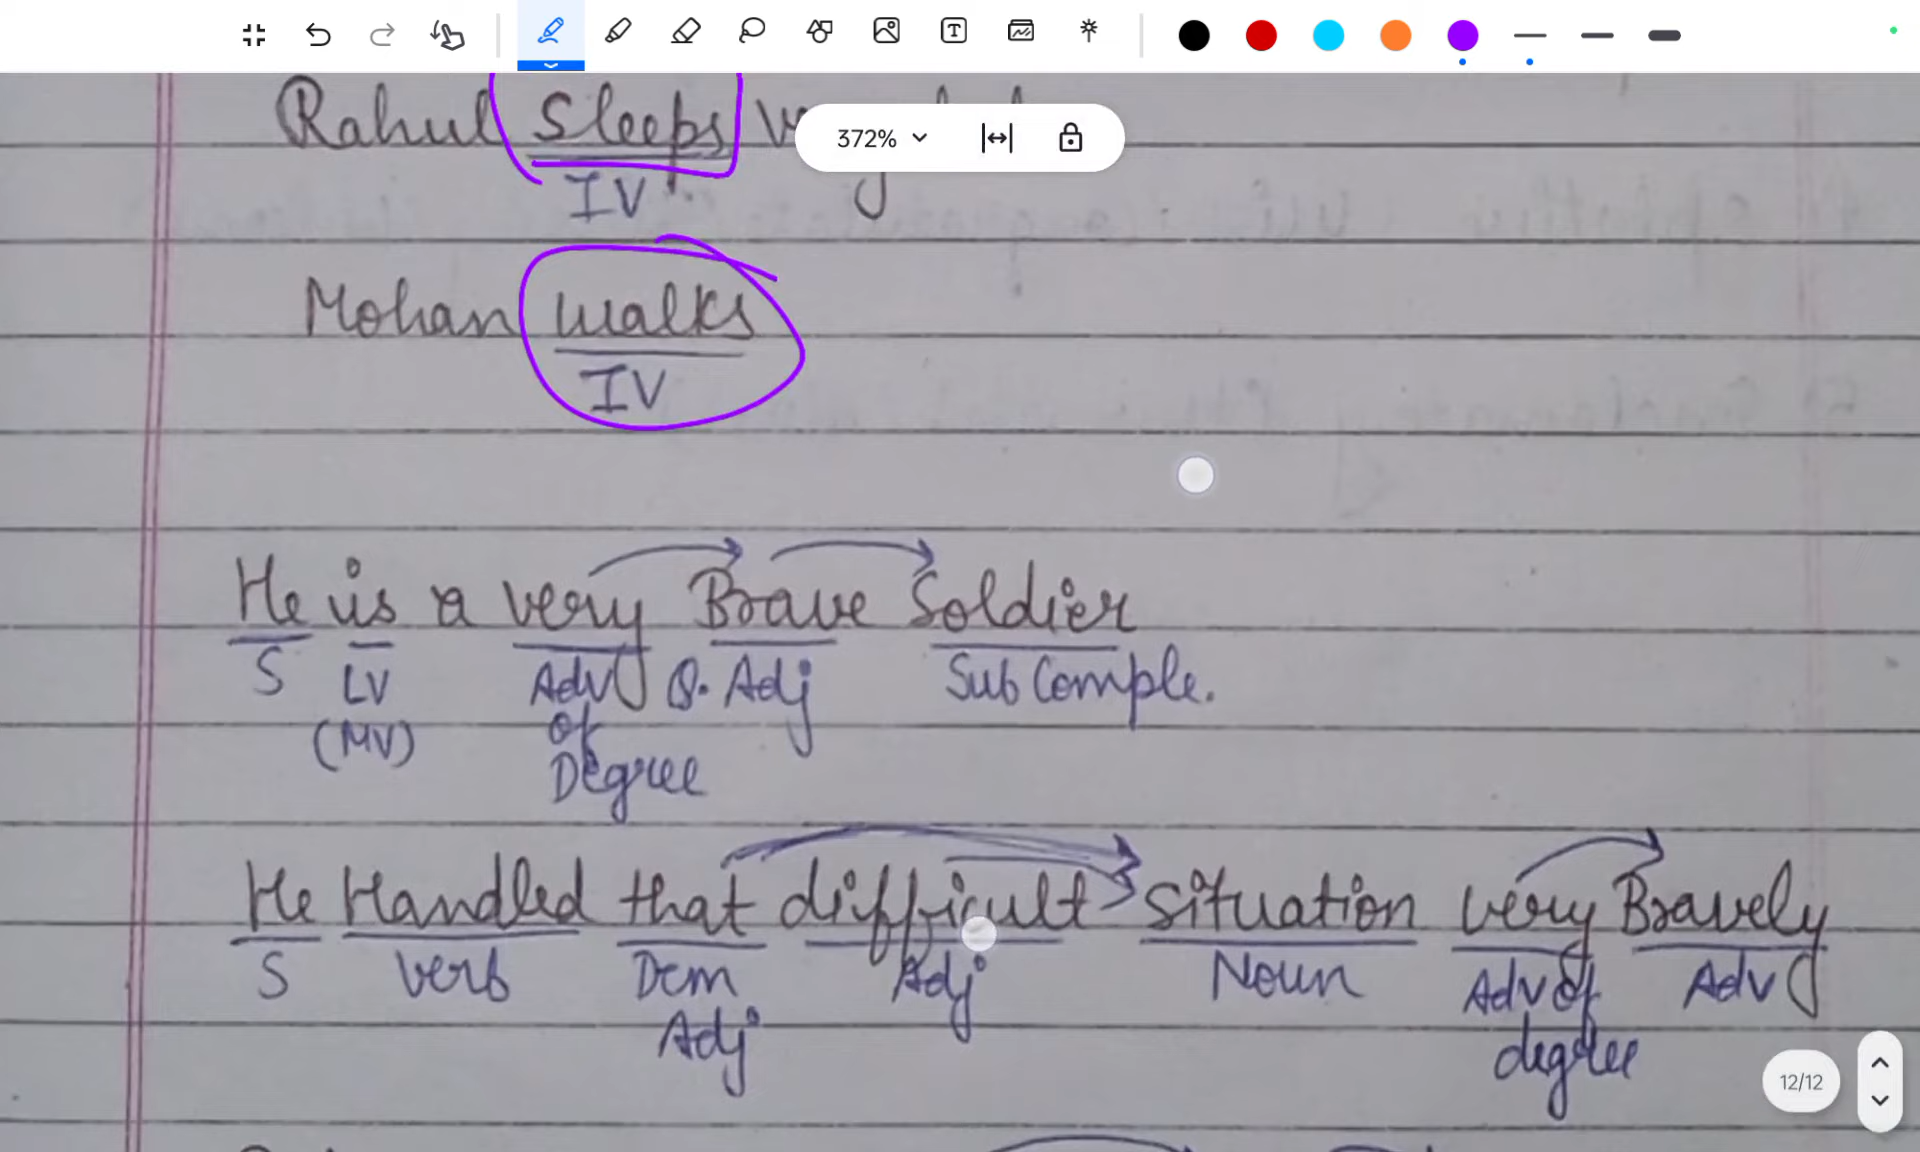 372%
Rahul Sleeps
IV
Mohan walks
IV
He is a very Brave Soldier
S LV Adv Q. Adj Sub Comple.
(MV) of
Degree
He Handled that difficult situation very Bravely
S Verb Dem Adj Noun Adv of Adv
Adj degree
12/12